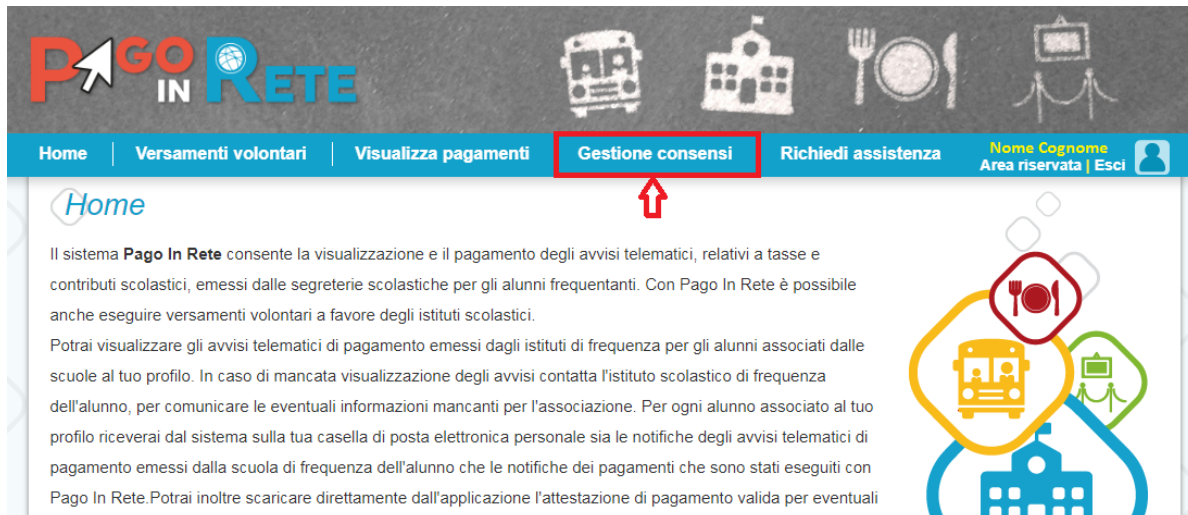 PAGO IN RETE
Home
Versamenti volontari
Visualizza pagamenti
Gestione consensi
Richiedi assistenza
Nome Cognome
Area riservata | Esci
Home
Il sistema Pago In Rete consente la visualizzazione e il pagamento degli avvisi telematici, relativi a tasse e
contributi scolastici, emessi dalle segreterie scolastiche per gli alunni frequentanti. Con Pago In Rete è possibile
anche eseguire versamenti volontari a favore degli istituti scolastici.
Potrai visualizzare gli avvisi telematici di pagamento emessi dagli istituti di frequenza per gli alunni associati dalle
scuole al tuo profilo. In caso di mancata visualizzazione degli avvisi contatta l'istituto scolastico di frequenza
dell'alunno, per comunicare le eventuali informazioni mancanti per l'associazione. Per ogni alunno associato al tuo
profilo riceverai dal sistema sulla tua casella di posta elettronica personale sia le notifiche degli avvisi telematici di
pagamento emessi dalla scuola di frequenza dell'alunno che le notifiche dei pagamenti che sono stati eseguiti con
Pago In Rete.Potrai inoltre scaricare direttamente dall'applicazione l'attestazione di pagamento valida per eventuali